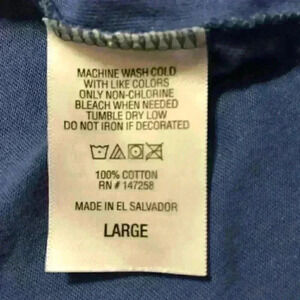 MACHINE WASH COLD
WITH LIKE COLORS
ONLY NON-CHLORINE
BLEACH WHEN NEEDED
TUMBLE DRY LOW
DO NOT IRON IF DECORATED
100% COTTON
RN # 147258
MADE IN EL SALVADOR
LARGE